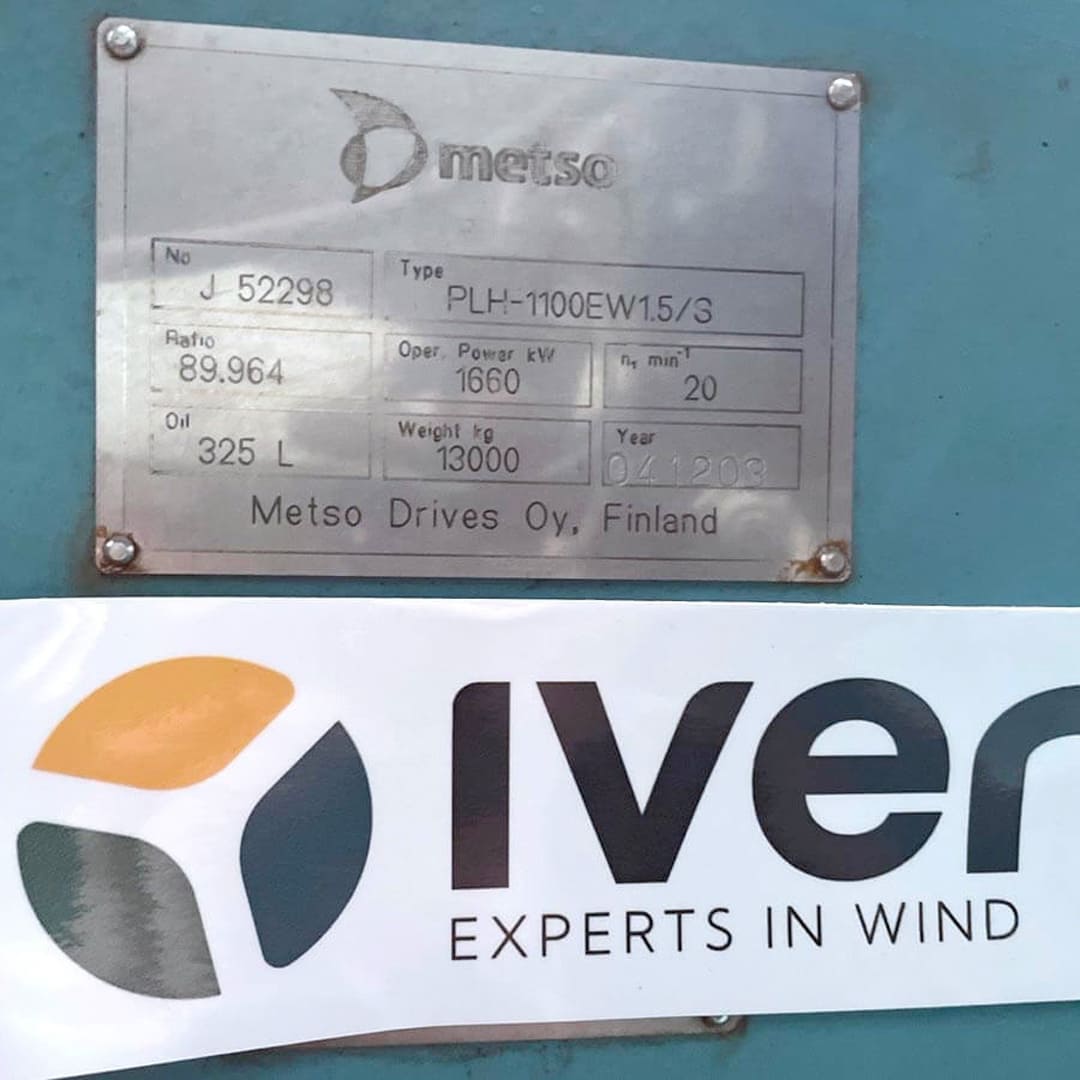 metso
No
J 52298
Type
PLH-1100EW1.5/S
Ratio
89.964
Oper. Power kW
1660
n, min-1
20
Oil
325 L
Weight kg
13000
Year
041203
Metso Drives Oy, Finland
iver
EXPERTS IN WIND